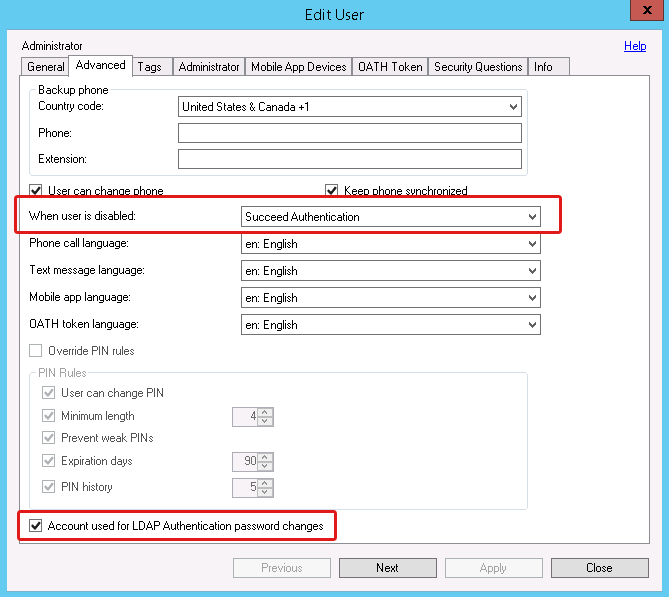 Edit User
x
Administrator
Help
General Advanced Tags Administrator Mobile App Devices OATH Token Security Questions Info
Backup phone
Country code: United States & Canada +1
Phone:
Extension:
User can change phone Keep phone synchronized
When user is disabled: Succeed Authentication
Phone call language: en: English
Text message language: en: English
Mobile app language: en: English
OATH token language: en: English
Override PIN rules
PIN Rules
User can change PIN
Minimum length 4
Prevent weak PINs
Expiration days 90
PIN history 5
Account used for LDAP Authentication password changes
Previous Next Apply Close